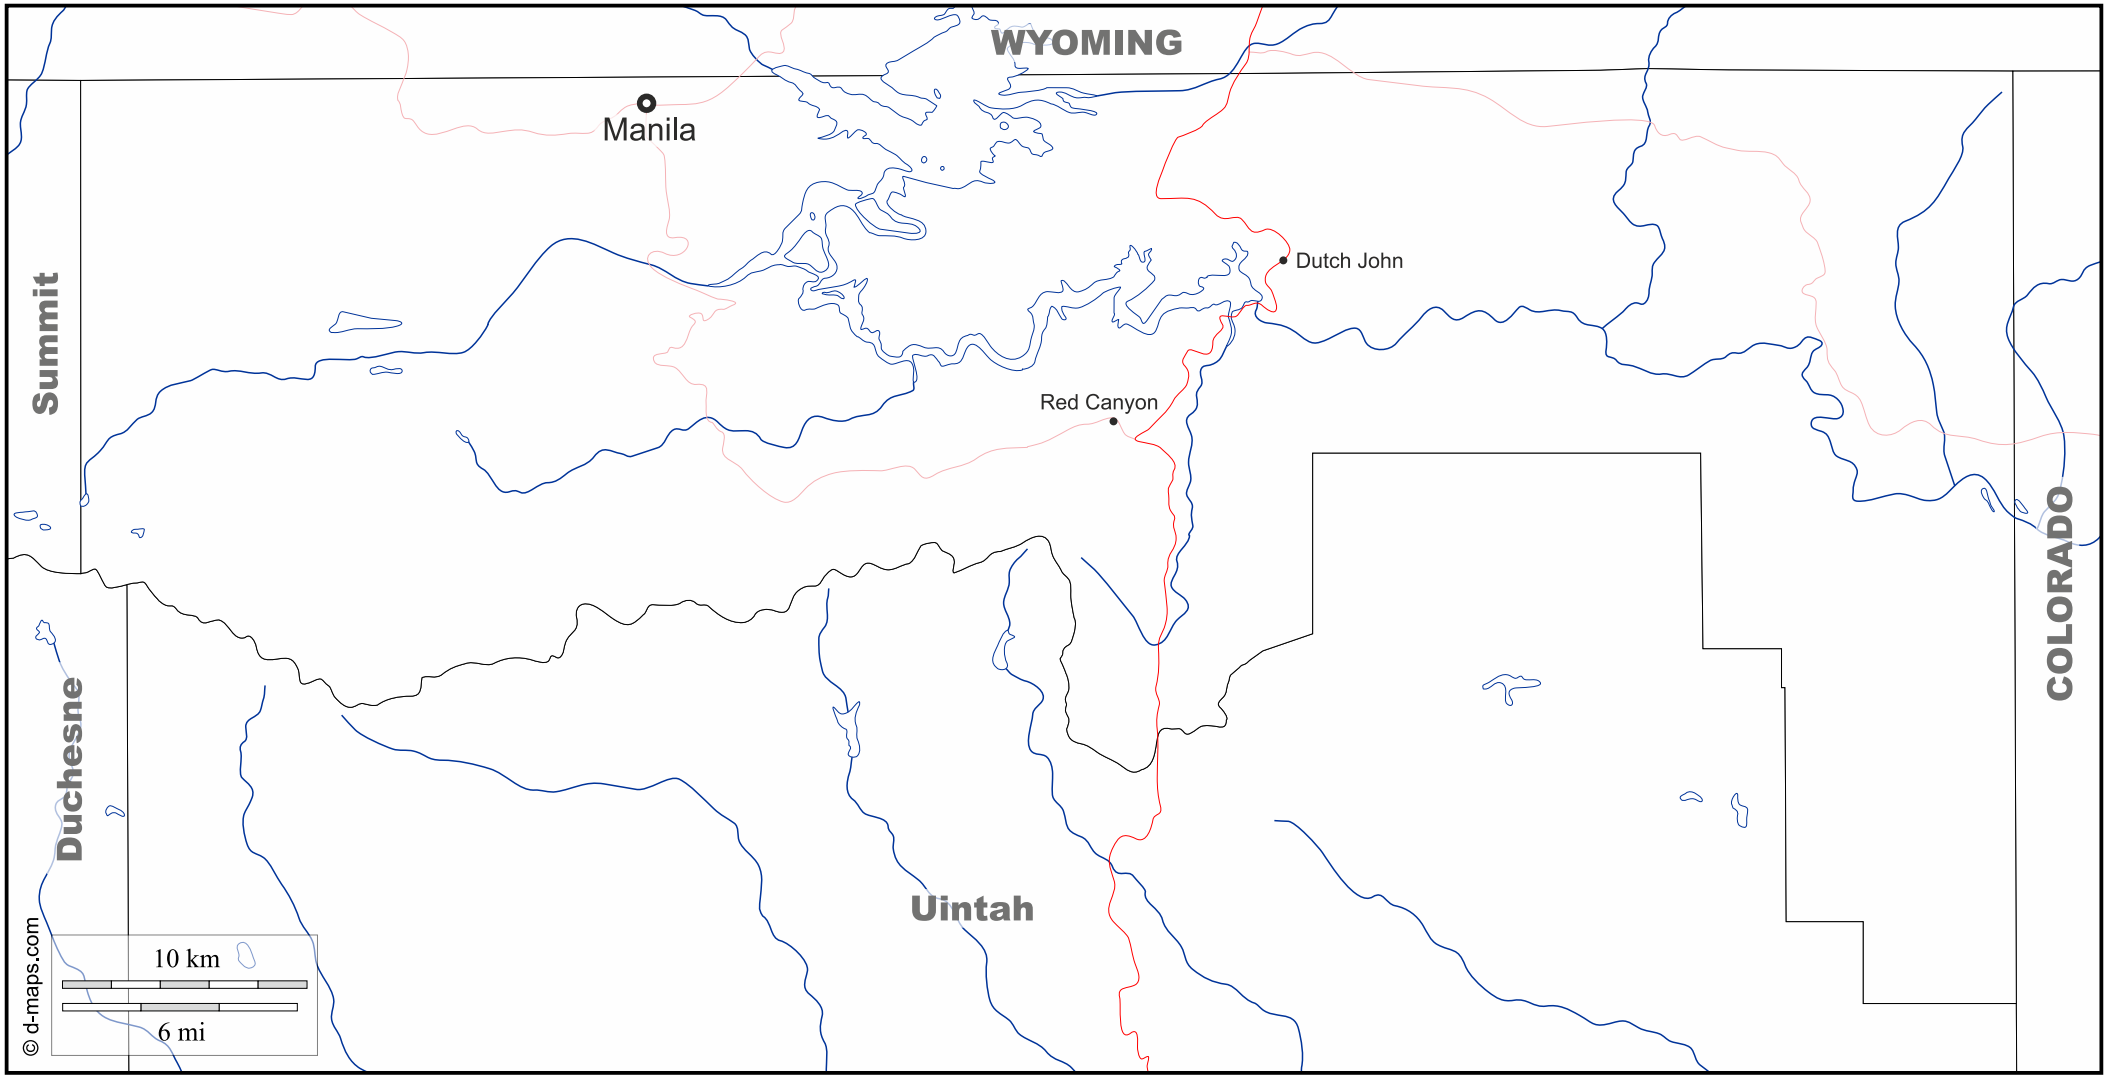 WYOMING
Manila
Dutch John
Summit
Red Canyon
COLORADO
Duchesne
Uintah
10 km
6 mi
© d-maps.com